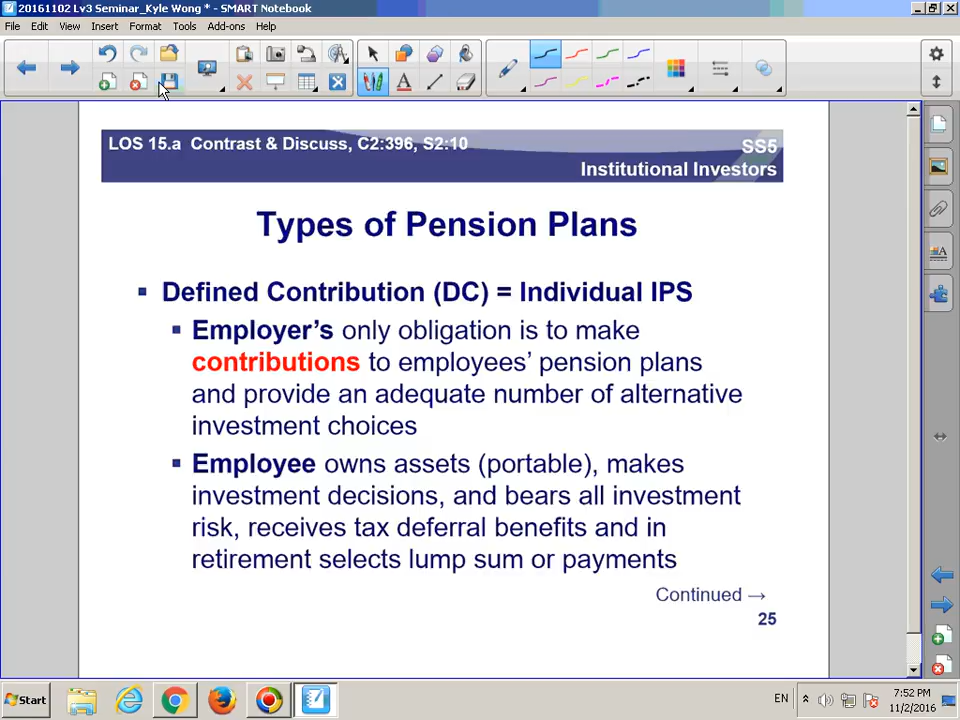 20161102 Lv3 Seminar_Kyle Wong * - SMART Notebook
File Edit View Insert Format Tools Add-ons Help
LOS 15.a Contrast & Discuss, C2:396, S2:10
SS5
Institutional Investors
Types of Pension Plans
▪ Defined Contribution (DC) = Individual IPS
▪ Employer’s only obligation is to make
contributions to employees’ pension plans
and provide an adequate number of alternative
investment choices
▪ Employee owns assets (portable), makes
investment decisions, and bears all investment
risk, receives tax deferral benefits and in
retirement selects lump sum or payments
Continued →
25
Start
EN
7:52 PM
11/2/2016